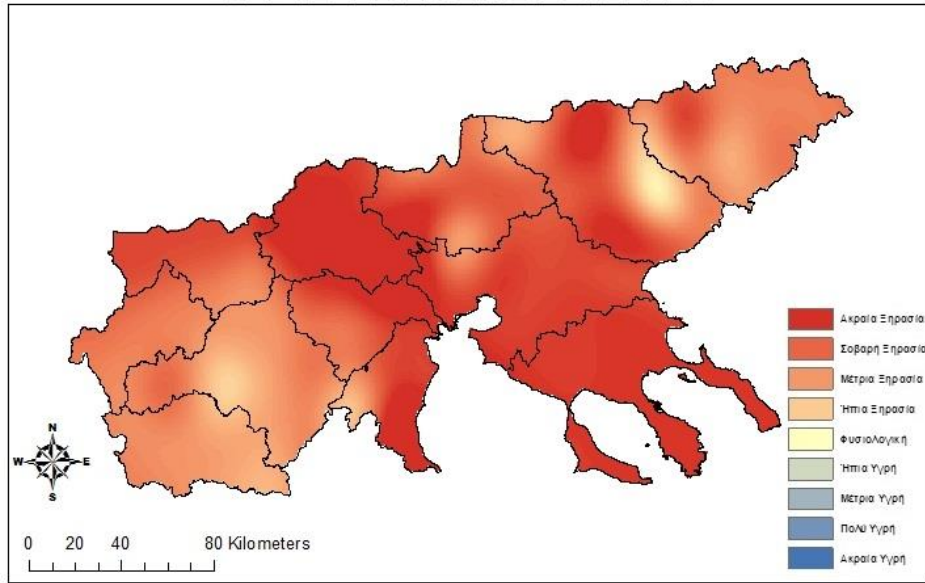 Ακραία Ξηρασία
Σοβαρή Ξηρασία
Μέτρια Ξηρασία
Ήπια Ξηρασία
Φυσιολογική
Ήπια Υγρή
Μέτρια Υγρή
Πολύ Υγρή
Ακραία Υγρή
N
W E
S
0 20 40 80 Kilometers